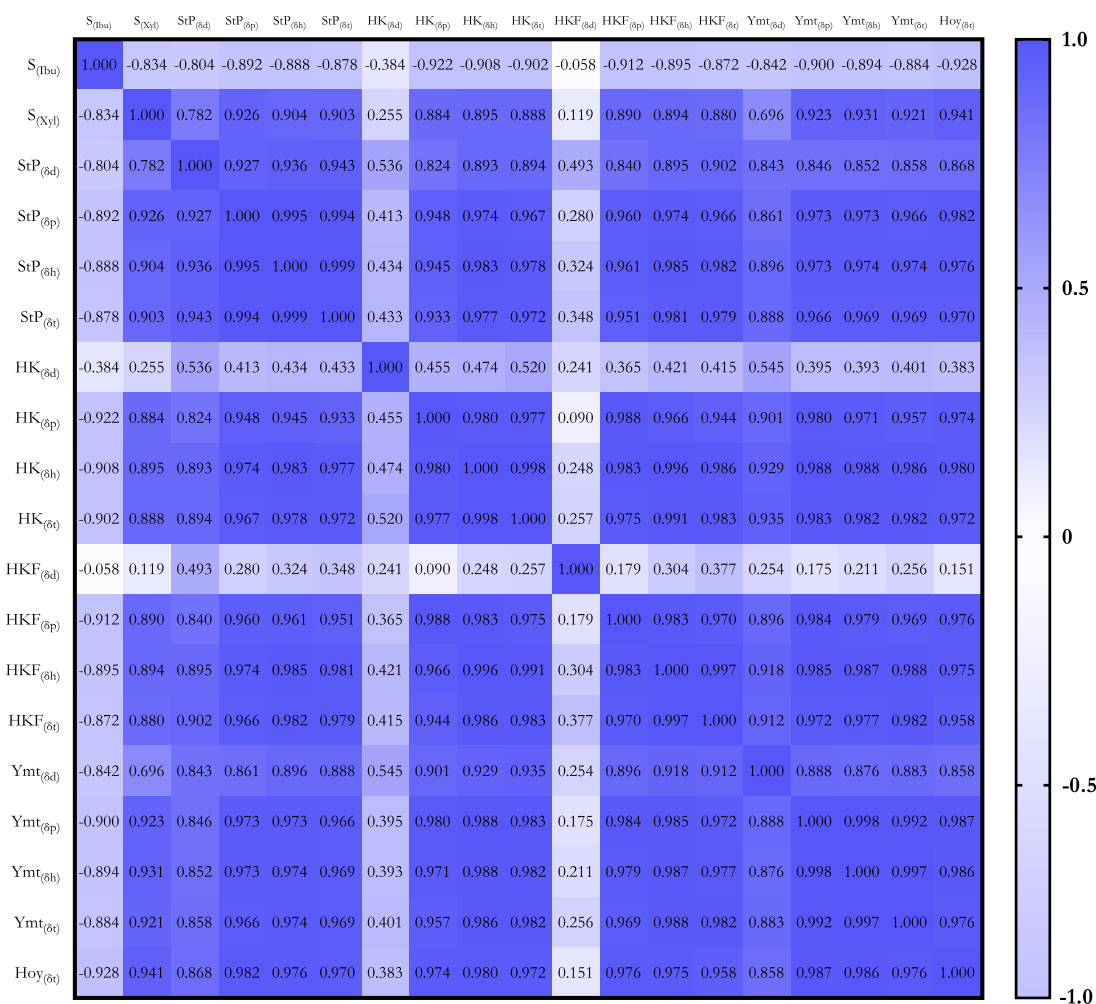 S(Ibu) S(Xyl) StP(δd) StP(δp) StP(δh) StP(δt) HK(δd) HK(δp) HK(δh) HK(δt) HKF(δd) HKF(δp) HKF(δh) HKF(δt) Ymt(δd) Ymt(δp) Ymt(δh) Ymt(δt) Hoy(δt)
S(Ibu) 1.000 -0.834 -0.804 -0.892 -0.888 -0.878 -0.384 -0.922 -0.908 -0.902 -0.058 -0.912 -0.895 -0.872 -0.842 -0.900 -0.894 -0.884 -0.928
S(Xyl) -0.834 1.000 0.782 0.926 0.904 0.903 0.255 0.884 0.895 0.888 0.119 0.890 0.894 0.880 0.696 0.923 0.931 0.921 0.941
StP(δd) -0.804 0.782 1.000 0.927 0.936 0.943 0.536 0.824 0.893 0.894 0.493 0.840 0.895 0.902 0.843 0.846 0.852 0.858 0.868
StP(δp) -0.892 0.926 0.927 1.000 0.995 0.994 0.413 0.948 0.974 0.967 0.280 0.960 0.974 0.966 0.861 0.973 0.973 0.966 0.982
StP(δh) -0.888 0.904 0.936 0.995 1.000 0.999 0.434 0.945 0.983 0.978 0.324 0.961 0.985 0.982 0.896 0.973 0.974 0.974 0.976
StP(δt) -0.878 0.903 0.943 0.994 0.999 1.000 0.433 0.933 0.977 0.972 0.348 0.951 0.981 0.979 0.888 0.966 0.969 0.969 0.970
HK(δd) -0.384 0.255 0.536 0.413 0.434 0.433 1.000 0.455 0.474 0.520 0.241 0.365 0.421 0.415 0.545 0.395 0.393 0.401 0.383
HK(δp) -0.922 0.884 0.824 0.948 0.945 0.933 0.455 1.000 0.980 0.977 0.090 0.988 0.966 0.944 0.901 0.980 0.971 0.957 0.974
HK(δh) -0.908 0.895 0.893 0.974 0.983 0.977 0.474 0.980 1.000 0.998 0.248 0.983 0.996 0.986 0.929 0.988 0.988 0.986 0.980
HK(δt) -0.902 0.888 0.894 0.967 0.978 0.972 0.520 0.977 0.998 1.000 0.257 0.975 0.991 0.983 0.935 0.983 0.982 0.982 0.972
HKF(δd) -0.058 0.119 0.493 0.280 0.324 0.348 0.241 0.090 0.248 0.257 1.000 0.179 0.304 0.377 0.254 0.175 0.211 0.256 0.151
HKF(δp) -0.912 0.890 0.840 0.960 0.961 0.951 0.365 0.988 0.983 0.975 0.179 1.000 0.983 0.970 0.896 0.984 0.979 0.969 0.976
HKF(δh) -0.895 0.894 0.895 0.974 0.985 0.981 0.421 0.966 0.996 0.991 0.304 0.983 1.000 0.997 0.918 0.985 0.987 0.988 0.975
HKF(δt) -0.872 0.880 0.902 0.966 0.982 0.979 0.415 0.944 0.986 0.983 0.377 0.970 0.997 1.000 0.912 0.972 0.977 0.982 0.958
Ymt(δd) -0.842 0.696 0.843 0.861 0.896 0.888 0.545 0.901 0.929 0.935 0.254 0.896 0.918 0.912 1.000 0.888 0.876 0.883 0.858
Ymt(δp) -0.900 0.923 0.846 0.973 0.973 0.966 0.395 0.980 0.988 0.983 0.175 0.984 0.985 0.972 0.888 1.000 0.998 0.992 0.987
Ymt(δh) -0.894 0.931 0.852 0.973 0.974 0.969 0.393 0.971 0.988 0.982 0.211 0.979 0.987 0.977 0.876 0.998 1.000 0.997 0.986
Ymt(δt) -0.884 0.921 0.858 0.966 0.974 0.969 0.401 0.957 0.986 0.982 0.256 0.969 0.988 0.982 0.883 0.992 0.997 1.000 0.976
Hoy(δt) -0.928 0.941 0.868 0.982 0.976 0.970 0.383 0.974 0.980 0.972 0.151 0.976 0.975 0.958 0.858 0.987 0.986 0.976 1.000
1.0
0.5
0
-0.5
-1.0